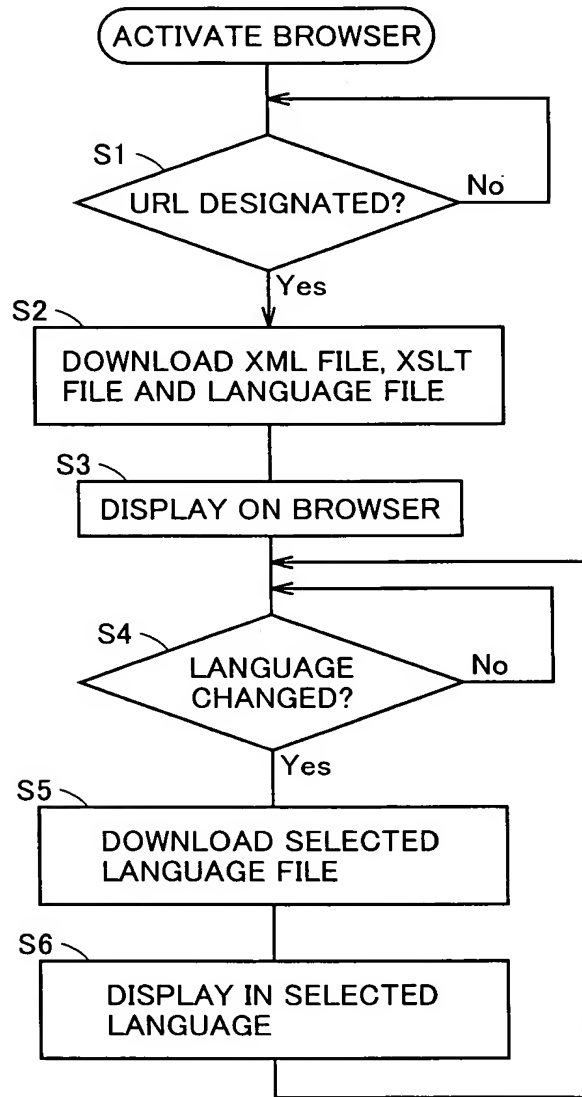 ACTIVATE BROWSER
S1
URL DESIGNATED?
No
Yes
S2
DOWNLOAD XML FILE, XSLT
FILE AND LANGUAGE FILE
S3
DISPLAY ON BROWSER
S4
LANGUAGE
CHANGED?
No
Yes
S5
DOWNLOAD SELECTED
LANGUAGE FILE
S6
DISPLAY IN SELECTED
LANGUAGE